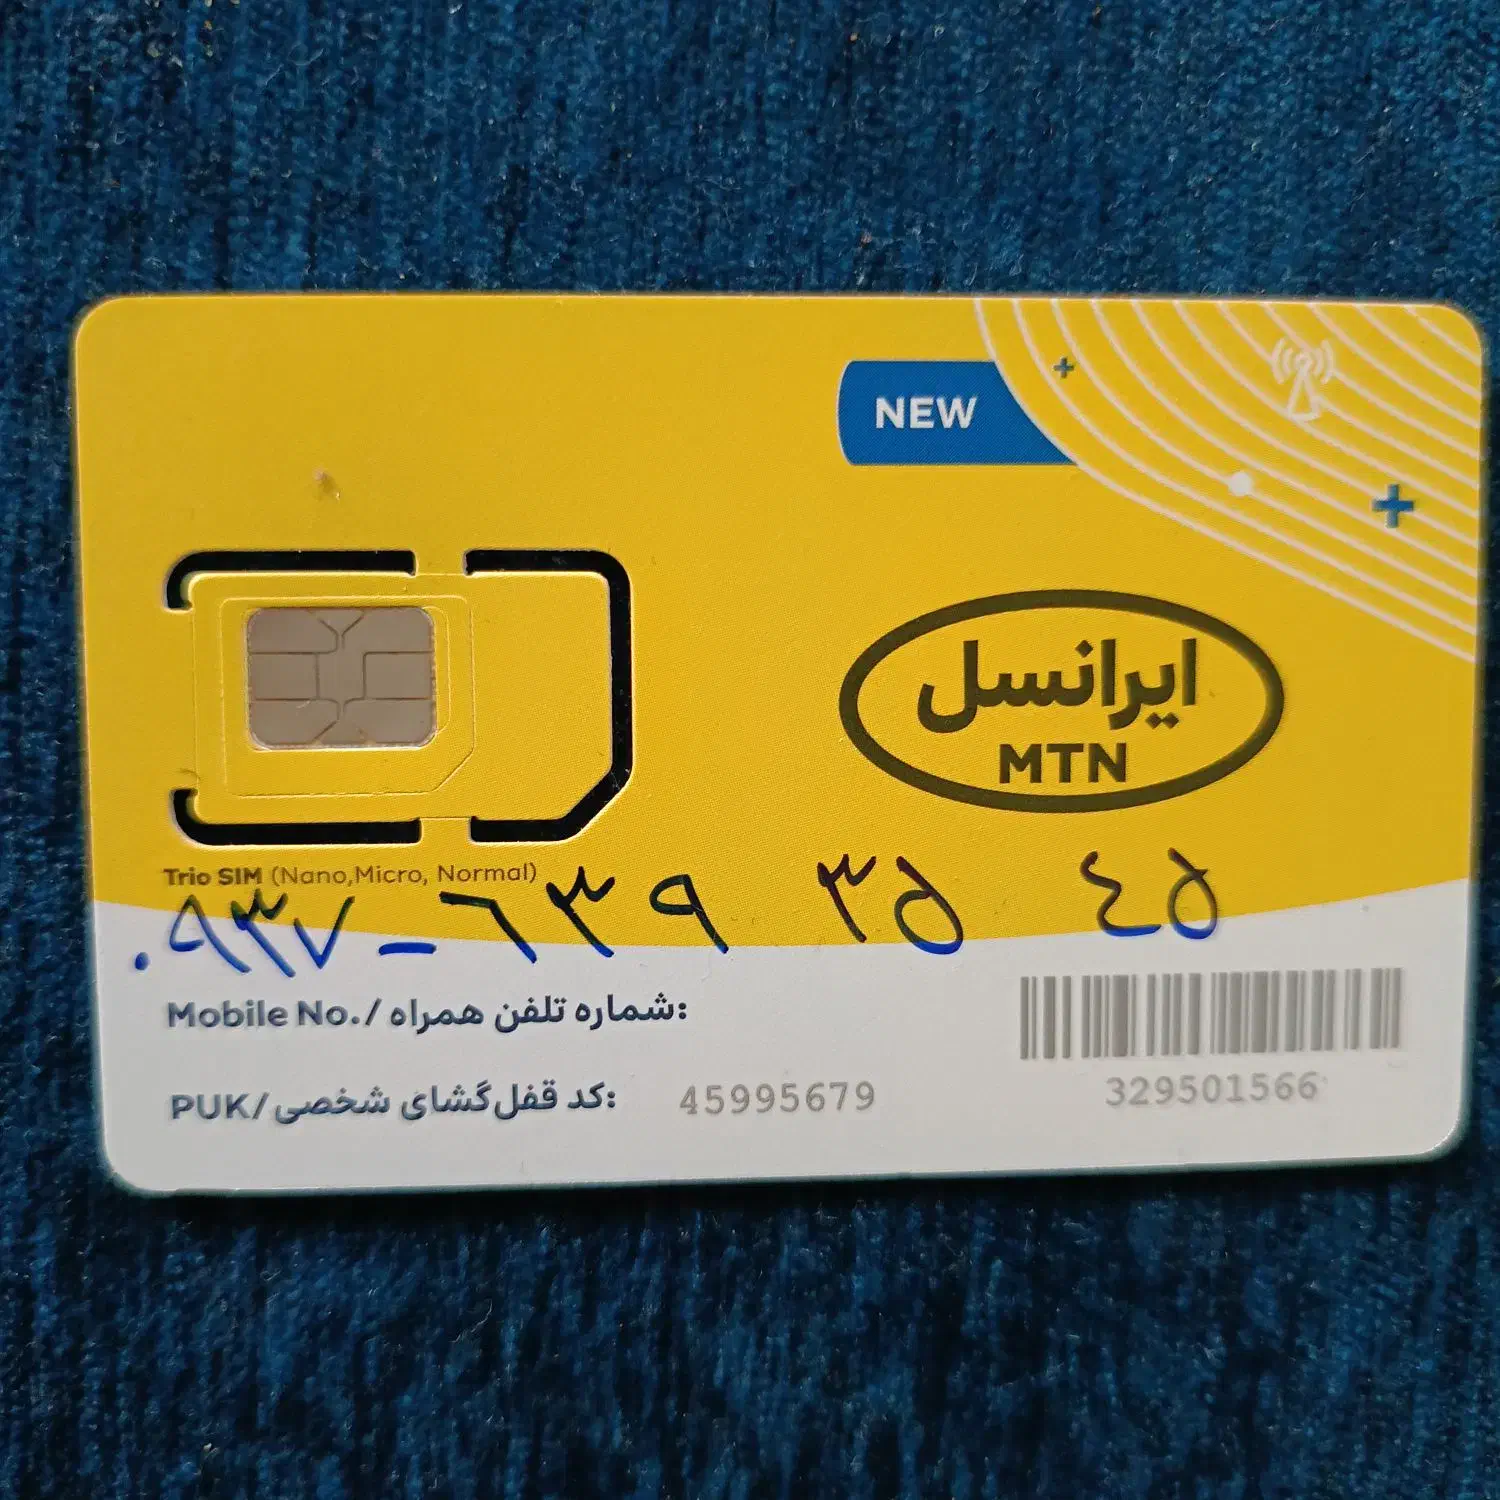 NEW
ایرانسل
MTN
Trio SIM (Nano,Micro, Normal)
۰۹۳۷-۶۳۹ ۳۵ ۴۵
Mobile No./شماره تلفن همراه:
PUK/کد قفل‌گشای شخصی: 45995679
329501566